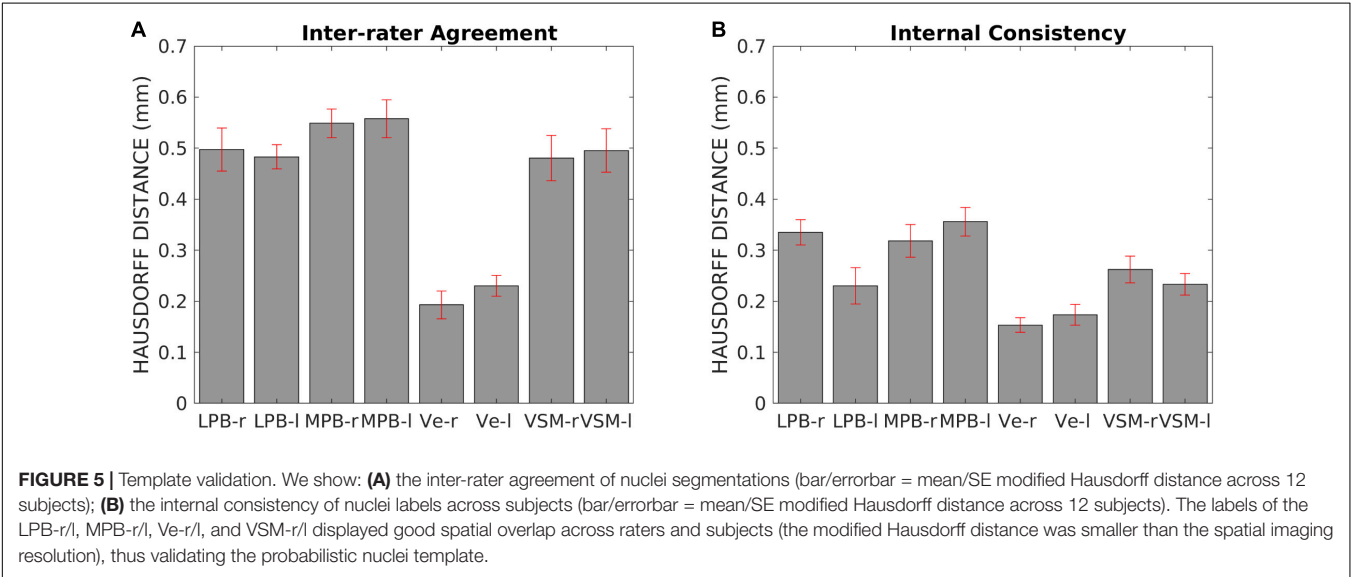 A
Inter-rater Agreement
HAUSDORFF DISTANCE (mm)
0.7
0.6
0.5
0.4
0.3
0.2
0.1
0
LPB-r LPB-l MPB-r MPB-l Ve-r Ve-l VSM-r VSM-l
B
Internal Consistency
HAUSDORFF DISTANCE (mm)
0.7
0.6
0.5
0.4
0.3
0.2
0.1
0
LPB-r LPB-l MPB-r MPB-l Ve-r Ve-l VSM-r VSM-l
FIGURE 5 | Template validation. We show: (A) the inter-rater agreement of nuclei segmentations (bar/errorbar = mean/SE modified Hausdorff distance across 12
subjects); (B) the internal consistency of nuclei labels across subjects (bar/errorbar = mean/SE modified Hausdorff distance across 12 subjects). The labels of the
LPB-r/l, MPB-r/l, Ve-r/l, and VSM-r/l displayed good spatial overlap across raters and subjects (the modified Hausdorff distance was smaller than the spatial imaging
resolution), thus validating the probabilistic nuclei template.